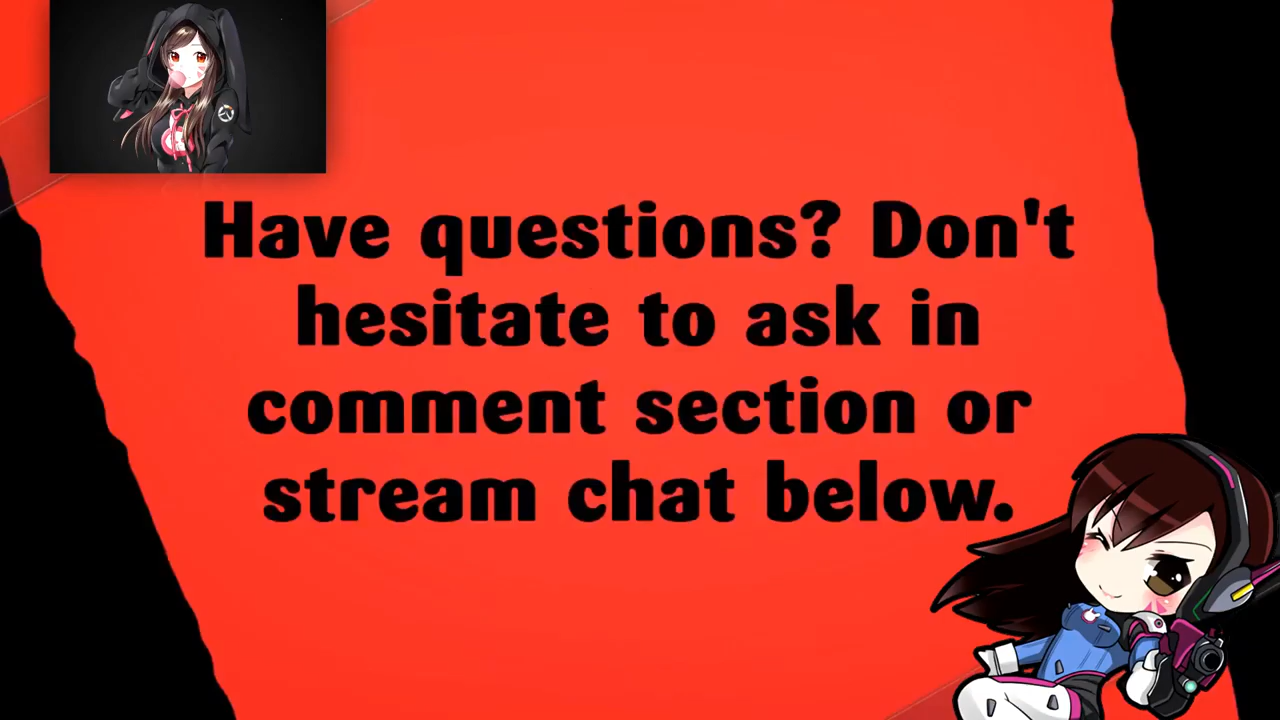 Have questions? Don't
hesitate to ask in
comment section or
stream chat below.